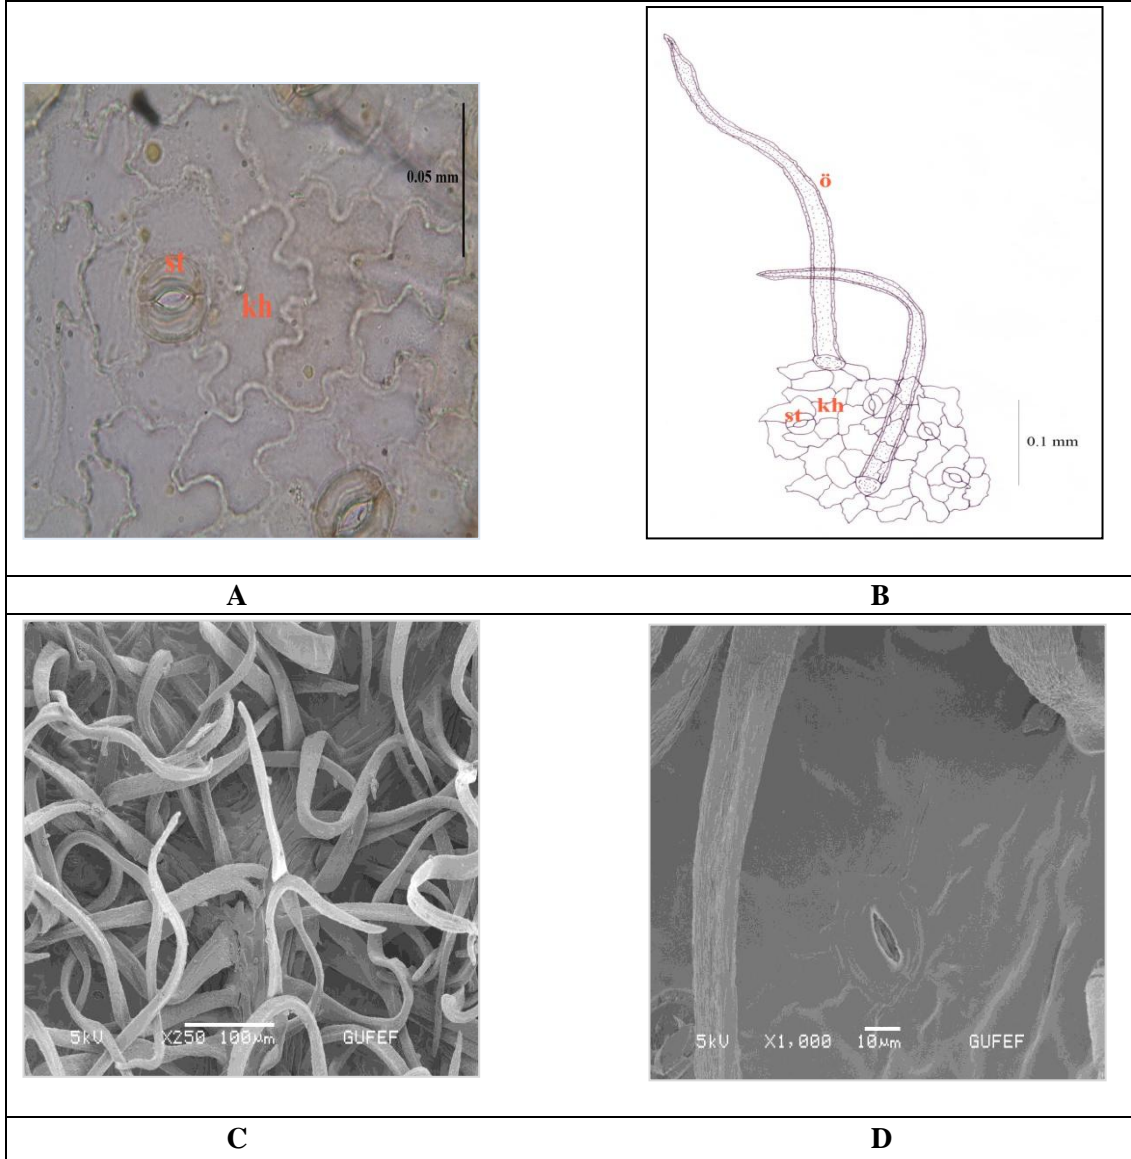 0.05 mm
st
kh
ö
st kh
0.1 mm
A B
5kV X250 100µm GUFEF
5kV X1,000 10µm GUFEF
C D